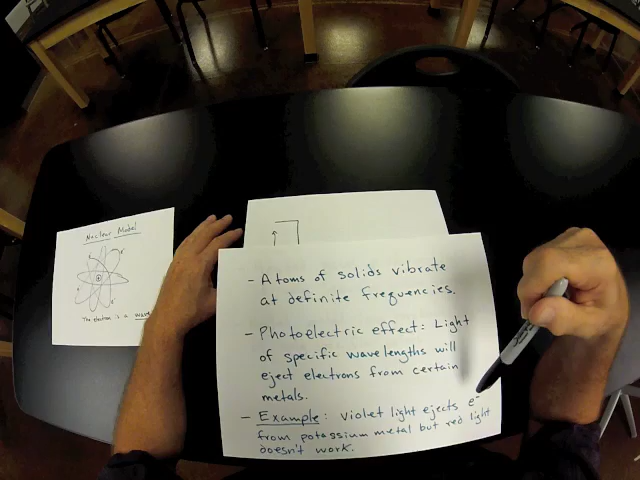 Nuclear Model
The electron is a
- Atoms of solids vibrate
at definite frequencies.
- Photoelectric effect: Light
of specific wavelengths will
eject electrons from certain
metals.
- Example: violet light ejects e-
from potassium metal but red light
doesn't work.